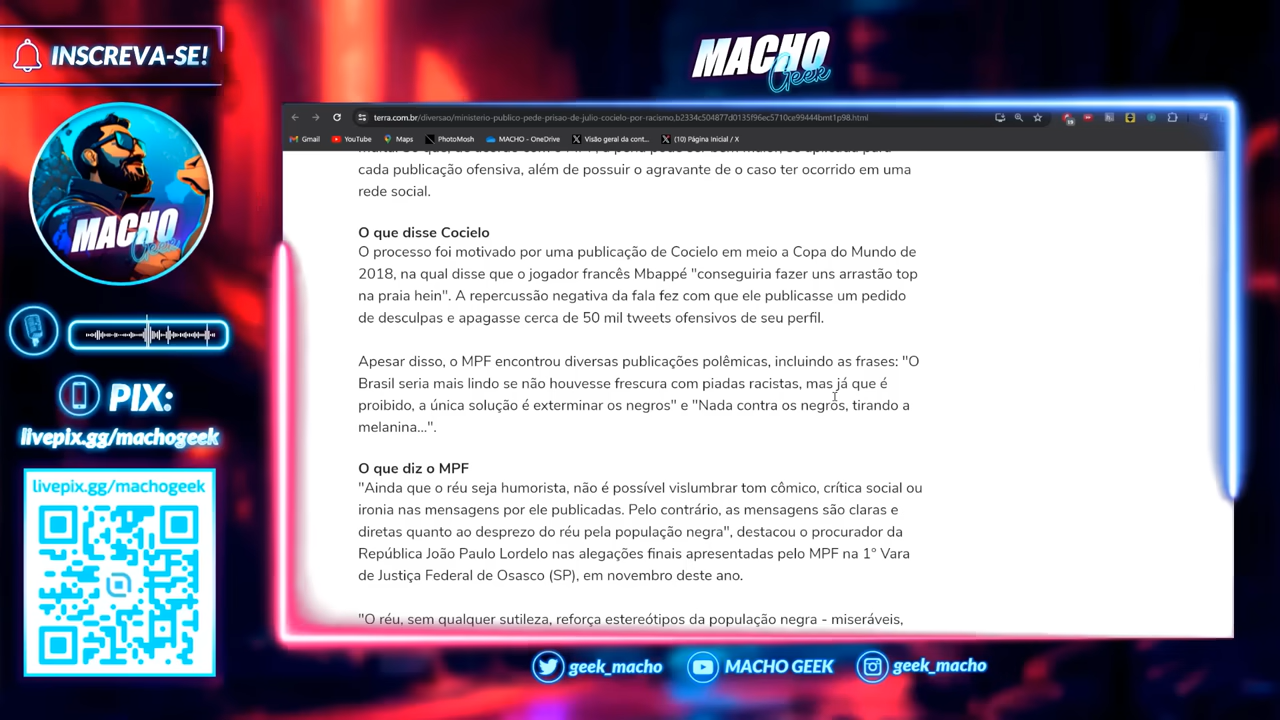 INSCREVA-SE!
MACHO
Geek
terra.com.br/diversao/ministerio-publico-pede-prisao-de-julio-cocielo-por-racismo,b2334c504877d0135f96ec5710ce99444bmt1p98.html
Gmail YouTube Maps PhotoMosh MACHO - OneDrive Visão geral da cont... (10) Página Inicial / X
cada publicação ofensiva, além de possuir o agravante de o caso ter ocorrido em uma
rede social.
O que disse Cocielo
O processo foi motivado por uma publicação de Cocielo em meio a Copa do Mundo de
2018, na qual disse que o jogador francês Mbappé "conseguiria fazer uns arrastão top
na praia hein". A repercussão negativa da fala fez com que ele publicasse um pedido
de desculpas e apagasse cerca de 50 mil tweets ofensivos de seu perfil.
Apesar disso, o MPF encontrou diversas publicações polêmicas, incluindo as frases: "O
Brasil seria mais lindo se não houvesse frescura com piadas racistas, mas já que é
proibido, a única solução é exterminar os negros" e "Nada contra os negros, tirando a
melanina...".
O que diz o MPF
"Ainda que o réu seja humorista, não é possível vislumbrar tom cômico, crítica social ou
ironia nas mensagens por ele publicadas. Pelo contrário, as mensagens são claras e
diretas quanto ao desprezo do réu pela população negra", destacou o procurador da
República João Paulo Lordelo nas alegações finais apresentadas pelo MPF na 1° Vara
de Justiça Federal de Osasco (SP), em novembro deste ano.
"O réu, sem qualquer sutileza, reforça estereótipos da população negra - miseráveis,
MACHO
Geek
PIX:
livepix.gg/machogeek
livepix.gg/machogeek
geek_macho MACHO GEEK geek_macho